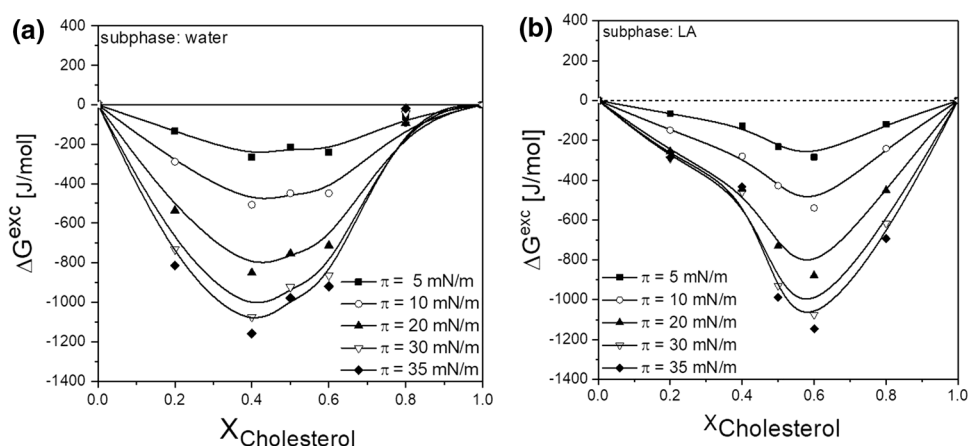 (a)
subphase: water
400
200
0
-200
-400
-600
-800
-1000
-1200
-1400
ΔG^exc [J/mol]
π = 5 mN/m
π = 10 mN/m
π = 20 mN/m
π = 30 mN/m
π = 35 mN/m
0.0 0.2 0.4 0.6 0.8 1.0
X_Cholesterol
(b)
subphase: LA
400
200
0
-200
-400
-600
-800
-1000
-1200
-1400
ΔG^exc [J/mol]
π = 5 mN/m
π = 10 mN/m
π = 20 mN/m
π = 30 mN/m
π = 35 mN/m
0.0 0.2 0.4 0.6 0.8 1.0
X_Cholesterol